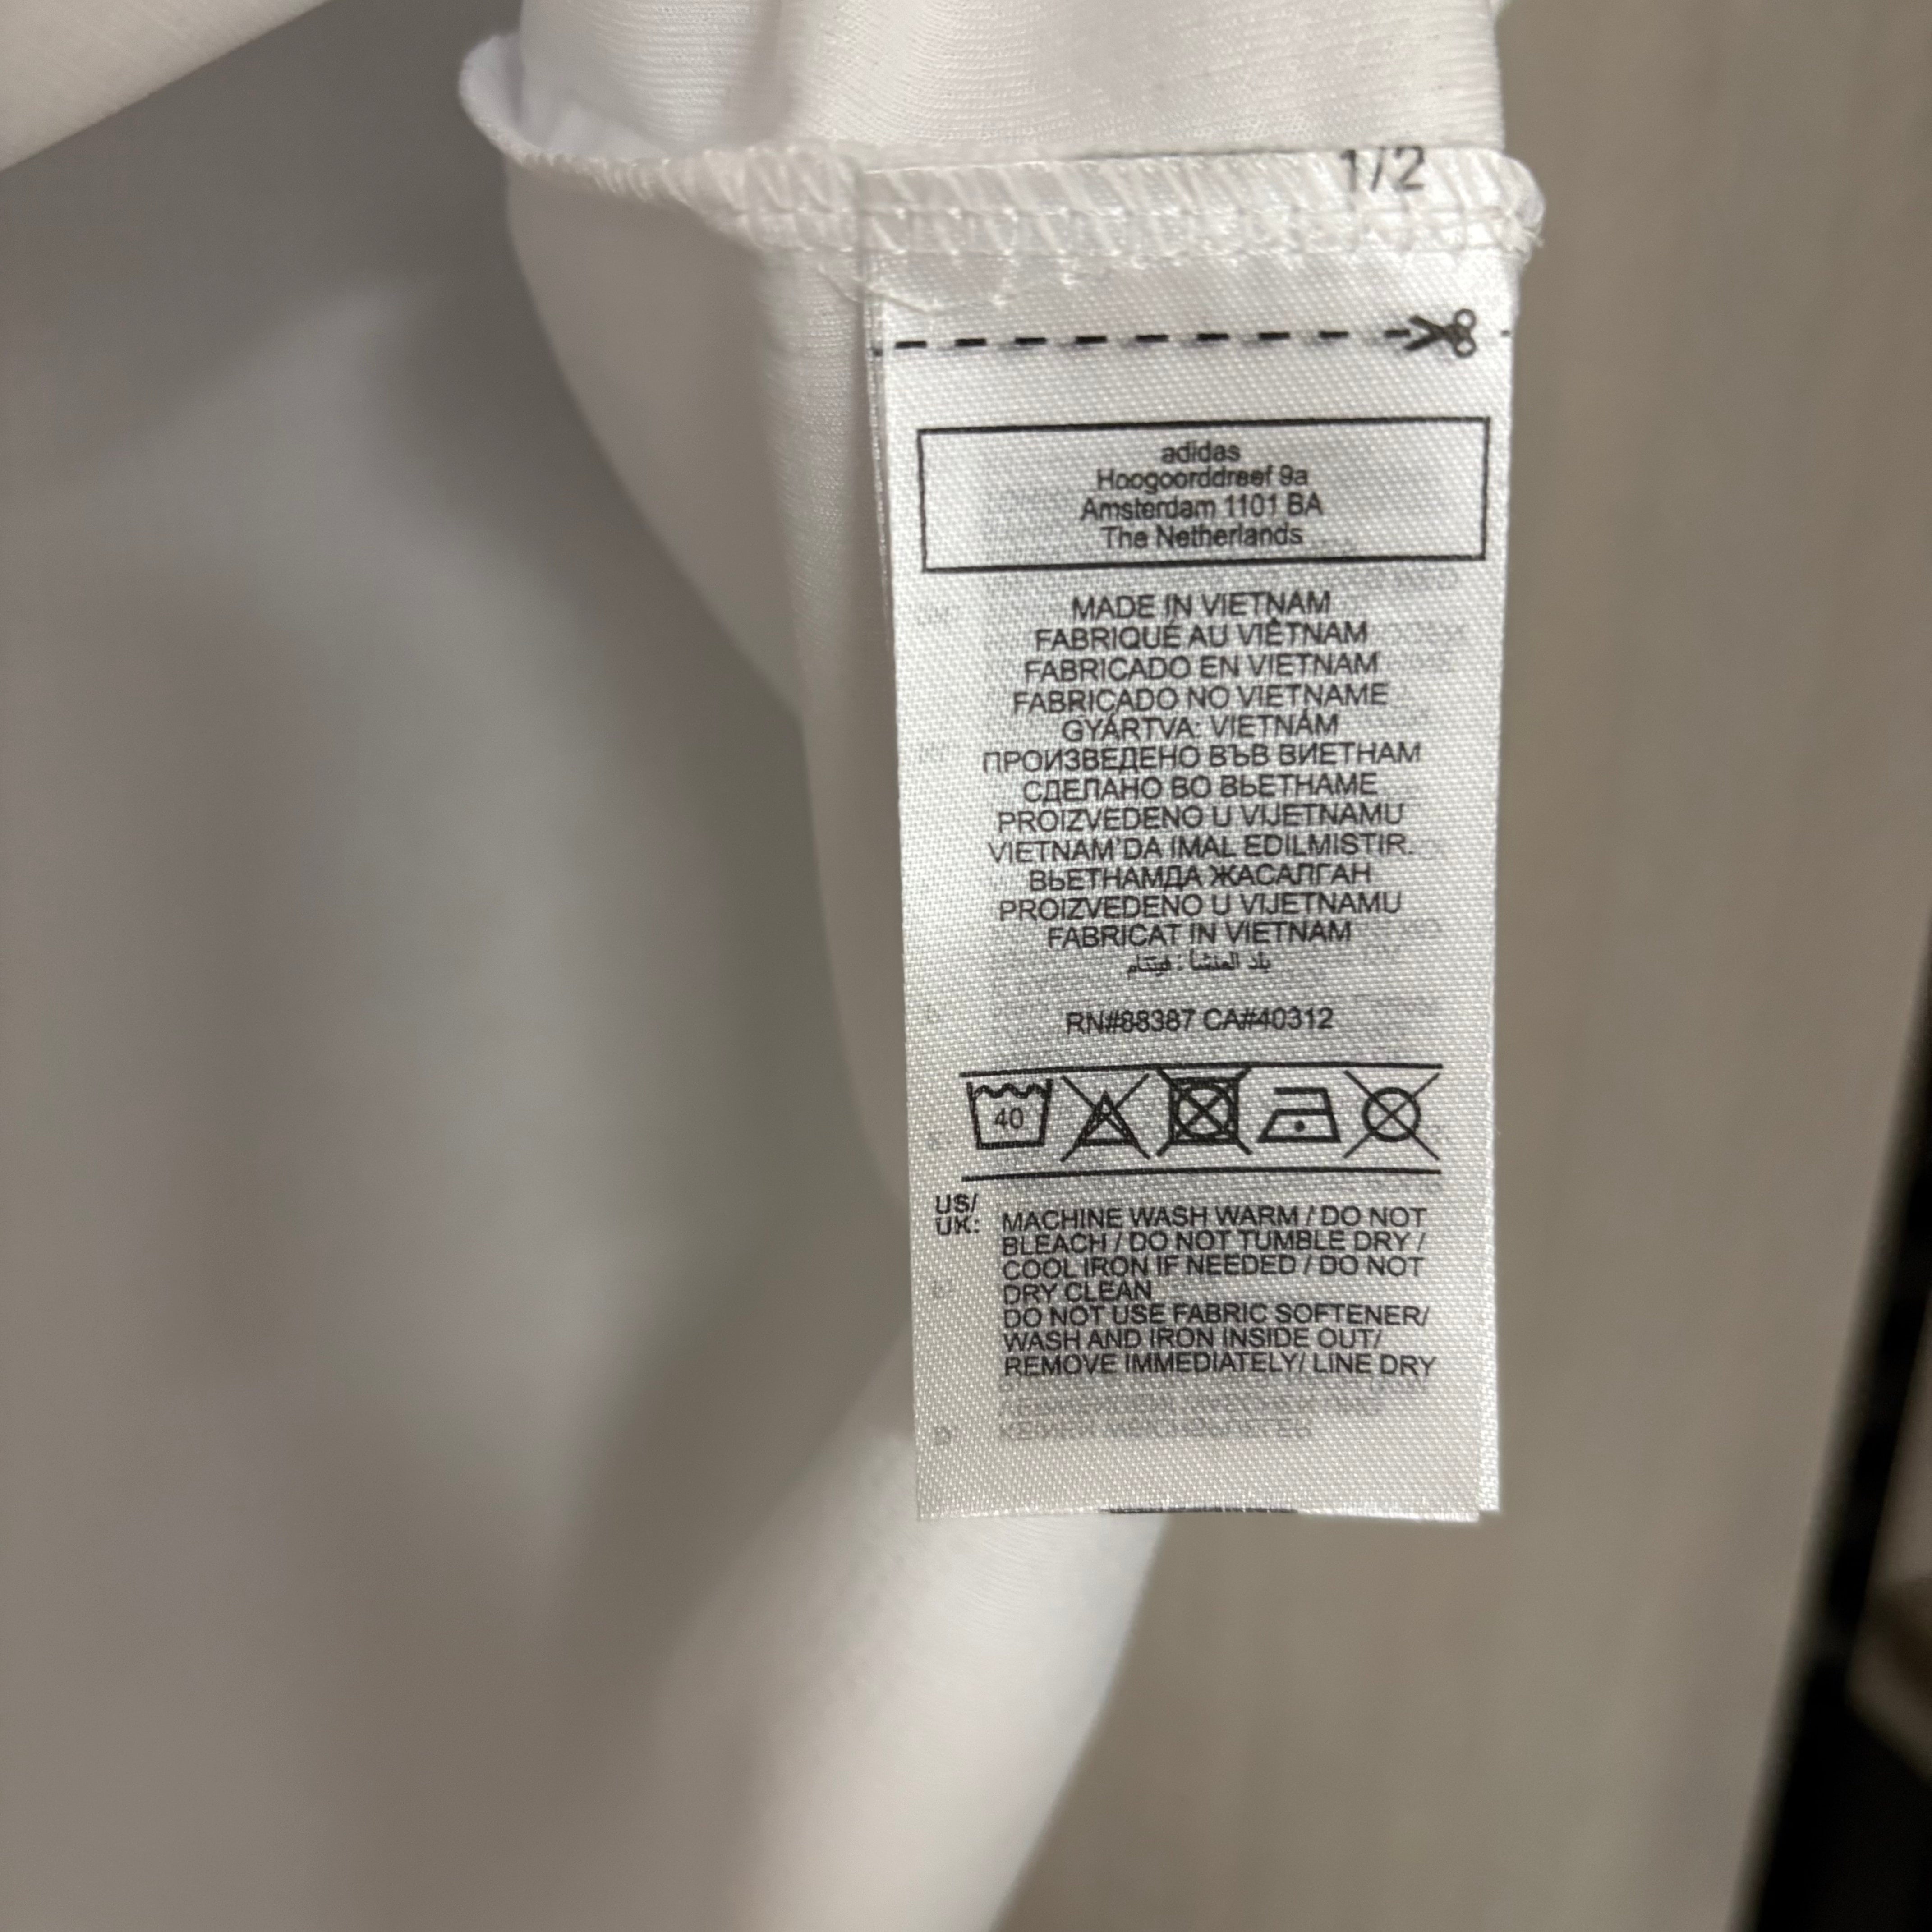 1/2
adidas
Hoogoorddreef 9a
Amsterdam 1101 BA
The Netherlands
MADE IN VIETNAM
FABRIQUÉ AU VIÊTNAM
FABRICADO EN VIETNAM
FABRICADO NO VIETNAME
GYÁRTVA: VIETNÁM
ПРОИЗВЕДЕНО ВЪВ ВИЕТНАМ
СДЕЛАНО ВО ВЬЕТНАМЕ
PROIZVEDENO U VIJETNAMU
VIETNAM'DA IMAL EDILMISTIR.
ВЬЕТНАМДА ЖАСАЛҒАН
PROIZVEDENO U VIJETNAMU
FABRICAT IN VIETNAM
بلد المنشأ : فيتنام
RN#88387 CA#40312
40
US/
UK: MACHINE WASH WARM / DO NOT
BLEACH / DO NOT TUMBLE DRY /
COOL IRON IF NEEDED / DO NOT
DRY CLEAN
DO NOT USE FABRIC SOFTENER/
WASH AND IRON INSIDE OUT/
REMOVE IMMEDIATELY/ LINE DRY